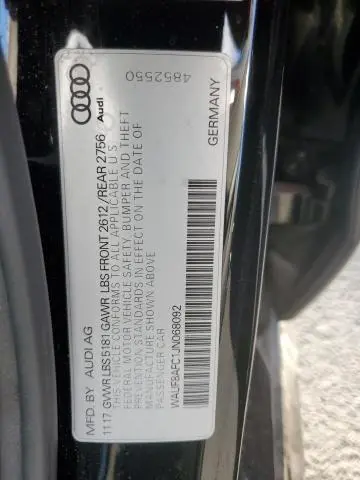 MFD. BY AUDI AG
11 17 GVWR LBS 5181 GAWR LBS FRONT 2612/REAR 2756
THIS VEHICLE CONFORMS TO ALL APPLICABLE U.S.
FEDERAL MOTOR VEHICLE SAFETY, BUMPER AND THEFT
PREVENTION STANDARDS IN EFFECT ON THE DATE OF
MANUFACTURE SHOWN ABOVE
PASSENGER CAR
WAUF8AFC1JN068092
GERMANY
Audi
4852550